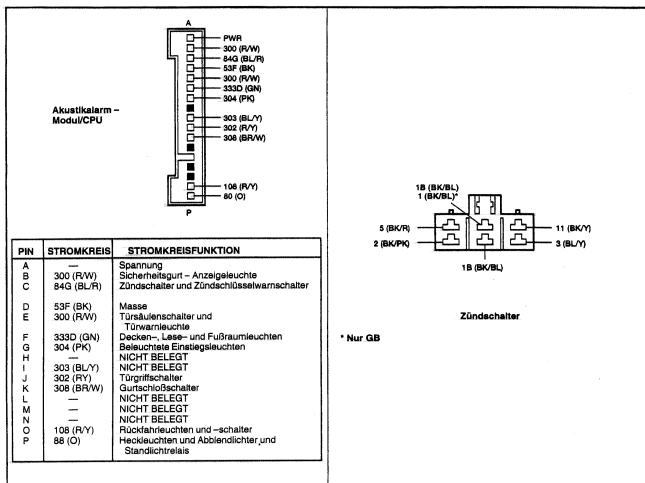 A
PWR
300 (R/W)
84G (BL/R)
53F (BK)
300 (R/W)
333D (GN)
304 (PK)
303 (BL/Y)
302 (R/Y)
308 (BR/W)
108 (R/Y)
80 (O)
P
Akustikalarm –
Modul/CPU
PIN STROMKREIS STROMKREISFUNKTION
A — Spannung
B 300 (R/W) Sicherheitsgurt – Anzeigeleuchte
C 84G (BL/R) Zündschalter und Zündschlüsselwarnschalter
D 53F (BK) Masse
E 300 (R/W) Türsäulenschalter und
Türwarnleuchte
F 333D (GN) Decken–, Lese– und Fußraumleuchten
G 304 (PK) Beleuchtete Einstiegsleuchten
H — NICHT BELEGT
I 303 (BL/Y) NICHT BELEGT
J 302 (RY) Türgriffschalter
K 308 (BR/W) Gurtschloßschalter
L — NICHT BELEGT
M — NICHT BELEGT
N — NICHT BELEGT
O 108 (R/Y) Rückfahrleuchten und –schalter
P 88 (O) Heckleuchten und Abblendlichter und
Standlichtrelais
1B (BK/BL)
1 (BK/BL)*
5 (BK/R)
11 (BK/Y)
2 (BK/PK)
3 (BL/Y)
1B (BK/BL)
Zündschalter
* Nur GB